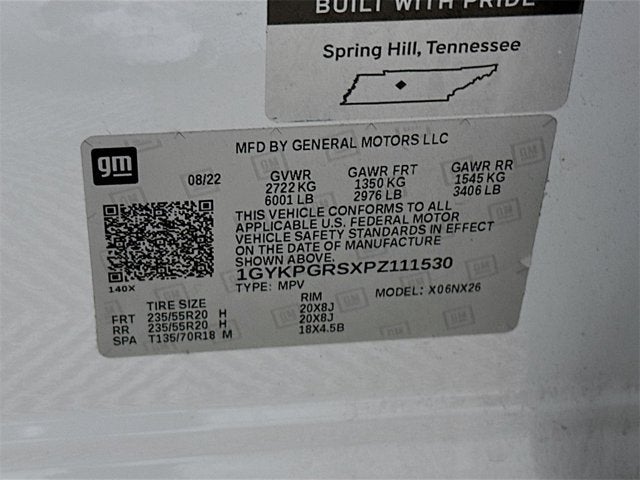 BUILT WITH PRIDE
Spring Hill, Tennessee
gm
MFD BY GENERAL MOTORS LLC
08/22 GVWR GAWR FRT GAWR RR
2722 KG 1350 KG 1545 KG
6001 LB 2976 LB 3406 LB
THIS VEHICLE CONFORMS TO ALL
APPLICABLE U.S. FEDERAL MOTOR
VEHICLE SAFETY STANDARDS IN EFFECT
ON THE DATE OF MANUFACTURE
SHOWN ABOVE.
1GYKPGRSXPZ111530
140X
TYPE: MPV MODEL: X06NX26
TIRE SIZE RIM
FRT 235/55R20 H 20X8J
RR 235/55R20 H 20X8J
SPA T135/70R18 M 18X4.5B